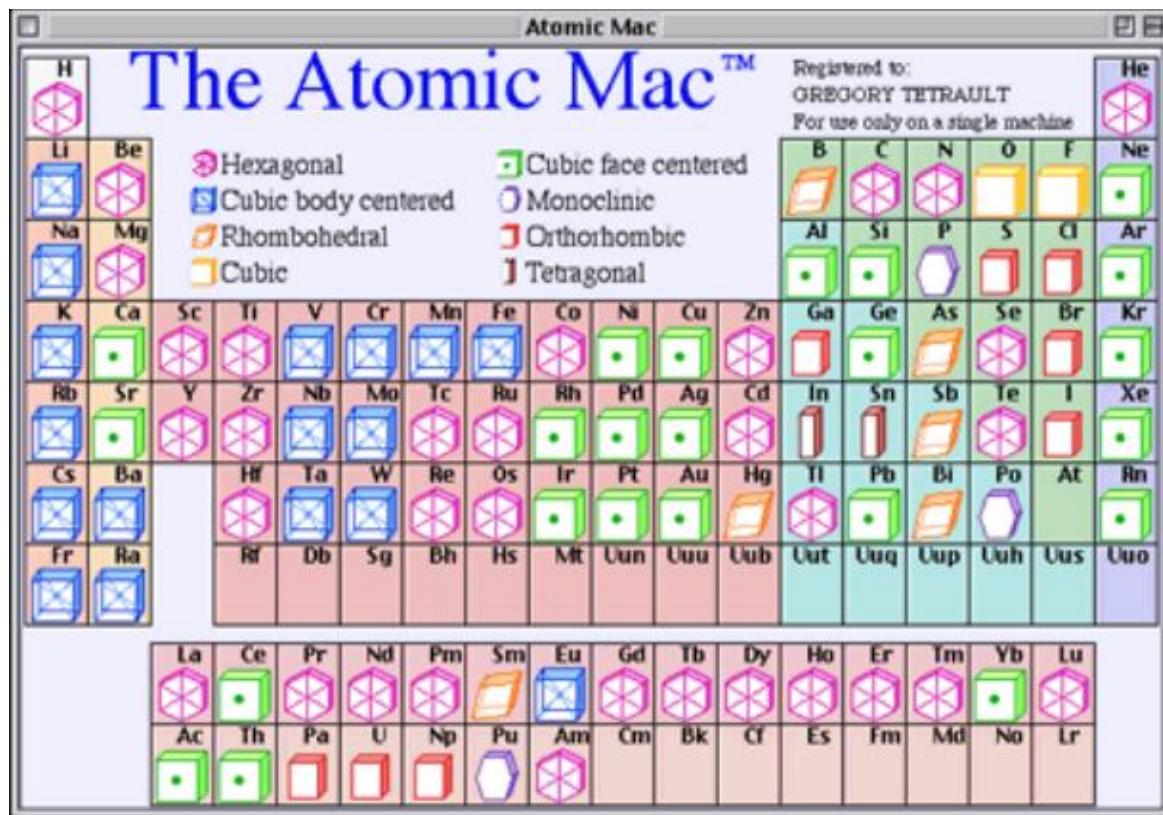 Atomic Mac
The Atomic Mac™
Registered to:
GREGORY TETRAULT
For use only on a single machine
H He
Hexagonal Cubic face centered
Cubic body centered Monoclinic
Rhombohedral Orthorhombic
Cubic Tetragonal
Li Be B C N O F Ne
Na Mg Al Si P S Cl Ar
K Ca Sc Ti V Cr Mn Fe Co Ni Cu Zn Ga Ge As Se Br Kr
Rb Sr Y Zr Nb Mo Tc Ru Rh Pd Ag Cd In Sn Sb Te I Xe
Cs Ba Hf Ta W Re Os Ir Pt Au Hg Tl Pb Bi Po At Rn
Fr Ra Rf Db Sg Bh Hs Mt Uun Uuu Uub Uut Uuq Uup Uuh Uus Uuo
La Ce Pr Nd Pm Sm Eu Gd Tb Dy Ho Er Tm Yb Lu
Ac Th Pa U Np Pu Am Cm Bk Cf Es Fm Md No Lr